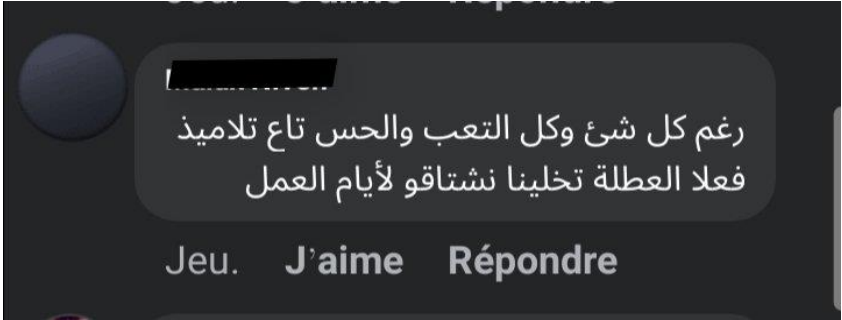 رغم كل شئ وكل التعب والحس تاع تلاميذ
فعلا العطلة تخلينا نشتاقو لأيام العمل
Jeu. J'aime Répondre